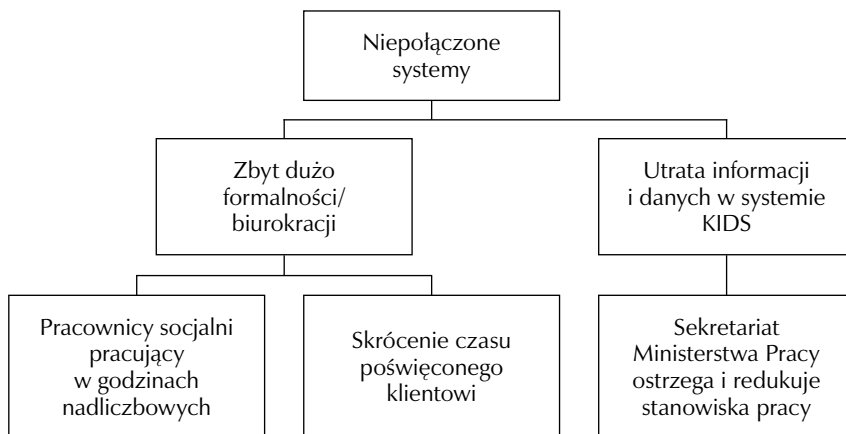 Niepołączone
systemy
Zbyt dużo
formalności/
biurokracji
Utrata informacji
i danych w systemie
KIDS
Pracownicy socjalni
pracujący
w godzinach
nadliczbowych
Skrócenie czasu
poświęconego
klientowi
Sekretariat
Ministerstwa Pracy
ostrzega i redukuje
stanowiska pracy